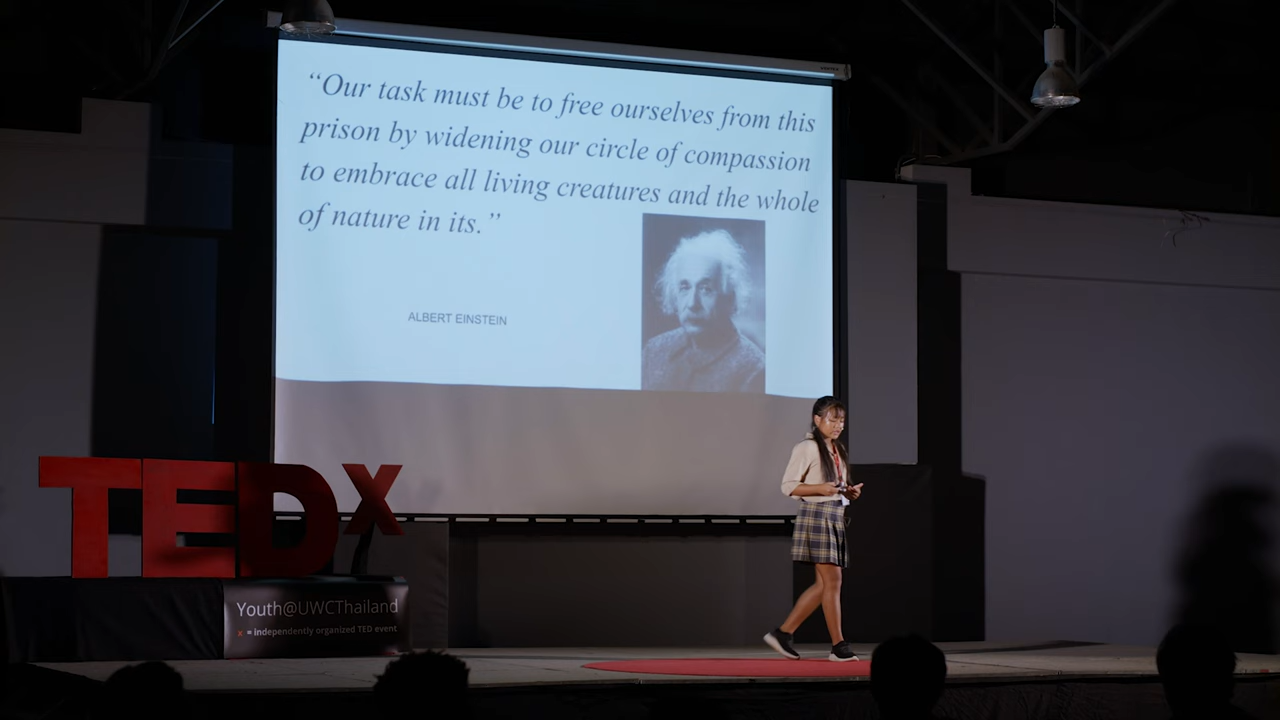 “Our task must be to free ourselves from this
prison by widening our circle of compassion
to embrace all living creatures and the whole
of nature in its.”
ALBERT EINSTEIN
TEDx
Youth@UWCThailand
x = independently organized TED event